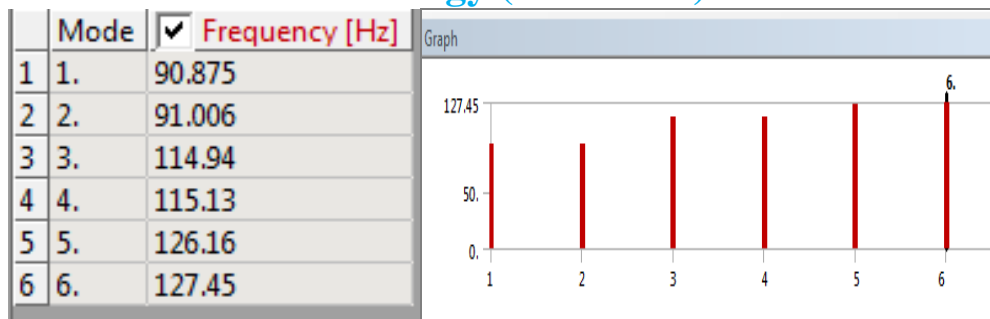 Mode Frequency [Hz]
1 1. 90.875
2 2. 91.006
3 3. 114.94
4 4. 115.13
5 5. 126.16
6 6. 127.45
Graph
6.
127.45
50.
0.
1 2 3 4 5 6